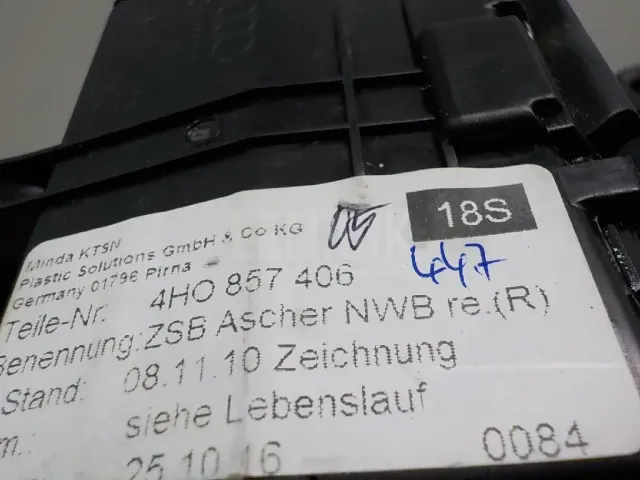 Minda KTSN
Plastic Solutions GmbH & Co KG
Germany 01796 Pirna
18S
447
Teile-Nr: 4H0 857 406
Benennung: ZSB Ascher NWB re.(R)
Stand: 08.11.10 Zeichnung
siehe Lebenslauf
m.: 25.10.16
0084